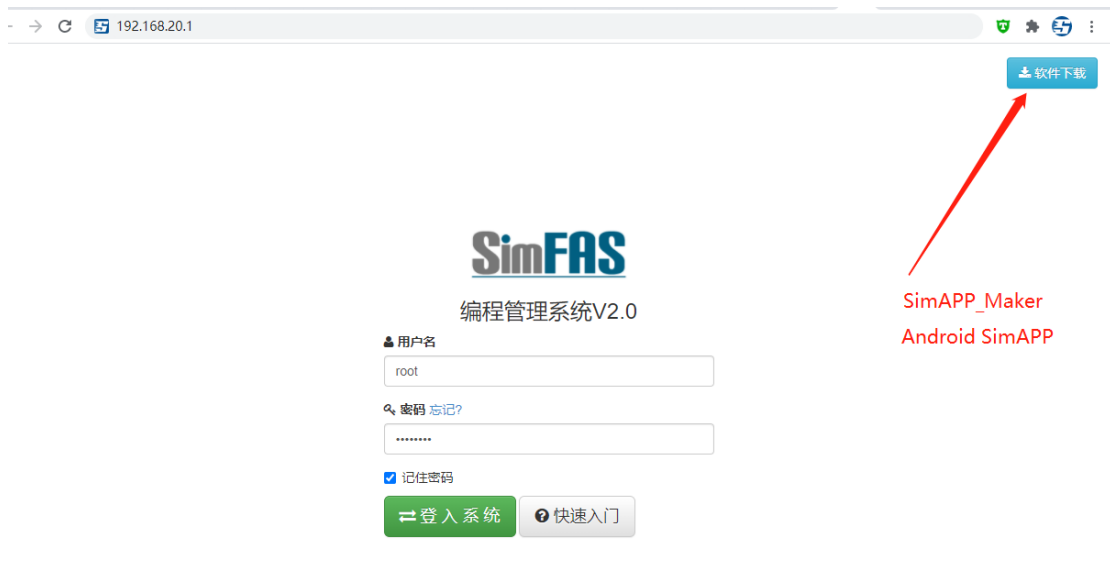 192.168.20.1
软件下载
SimFAS
SimAPP_Maker
编程管理系统V2.0
Android SimAPP
用户名
root
密码 忘记?
••••••••
记住密码
登入系统 快速入门